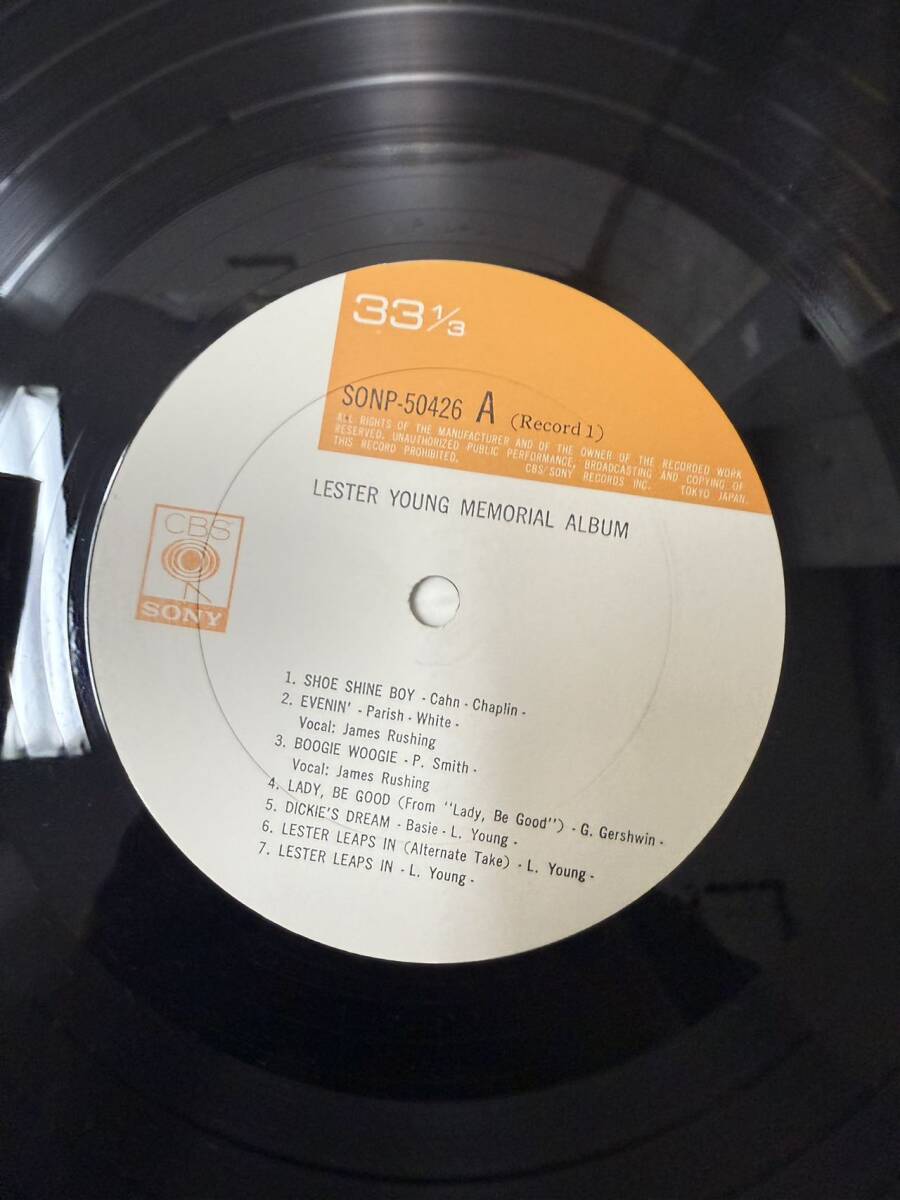 33 1/3
SONP-50426 A (Record 1)
ALL RIGHTS OF THE MANUFACTURER AND OF THE OWNER OF THE RECORDED WORK
RESERVED. UNAUTHORIZED PUBLIC PERFORMANCE, BROADCASTING AND COPYING OF
THIS RECORD PROHIBITED. CBS/SONY RECORDS INC. TOKYO JAPAN.
LESTER YOUNG MEMORIAL ALBUM
CBS
SONY
1. SHOE SHINE BOY - Cahn - Chaplin -
2. EVENIN' - Parish - White -
Vocal: James Rushing
3. BOOGIE WOOGIE - P. Smith -
Vocal: James Rushing
4. LADY, BE GOOD (From "Lady, Be Good") - G. Gershwin -
5. DICKIE'S DREAM - Basie - L. Young -
6. LESTER LEAPS IN (Alternate Take) - L. Young -
7. LESTER LEAPS IN - L. Young -